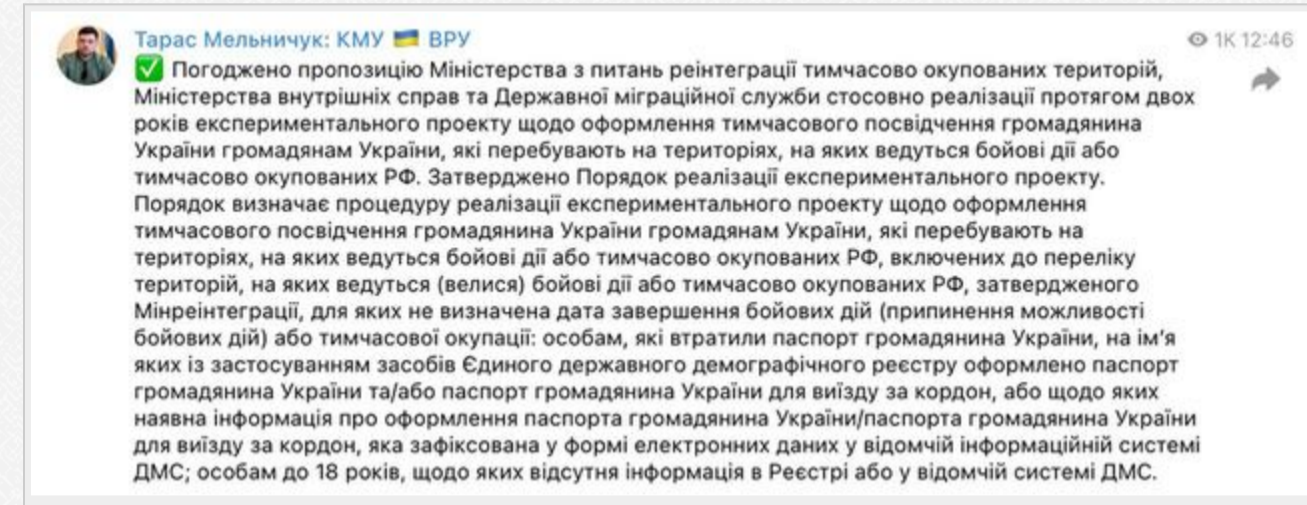 Тарас Мельничук: КМУ 🇺🇦 ВРУ
1K 12:46
✅ Погоджено пропозицію Міністерства з питань реінтеграції тимчасово окупованих територій,
Міністерства внутрішніх справ та Державної міграційної служби стосовно реалізації протягом двох
років експериментального проекту щодо оформлення тимчасового посвідчення громадянина
України громадянам України, які перебувають на територіях, на яких ведуться бойові дії або
тимчасово окупованих РФ. Затверджено Порядок реалізації експериментального проекту.
Порядок визначає процедуру реалізації експериментального проекту щодо оформлення
тимчасового посвідчення громадянина України громадянам України, які перебувають на
територіях, на яких ведуться бойові дії або тимчасово окупованих РФ, включених до переліку
територій, на яких ведуться (велися) бойові дії або тимчасово окупованих РФ, затвердженого
Мінреінтеграції, для яких не визначена дата завершення бойових дій (припинення можливості
бойових дій) або тимчасової окупації: особам, які втратили паспорт громадянина України, на ім’я
яких із застосуванням засобів Єдиного державного демографічного реєстру оформлено паспорт
громадянина України та/або паспорт громадянина України для виїзду за кордон, або щодо яких
наявна інформація про оформлення паспорта громадянина України/паспорта громадянина України
для виїзду за кордон, яка зафіксована у формі електронних даних у відомчій інформаційній системі
ДМС; особам до 18 років, щодо яких відсутня інформація в Реєстрі або у відомчій системі ДМС.